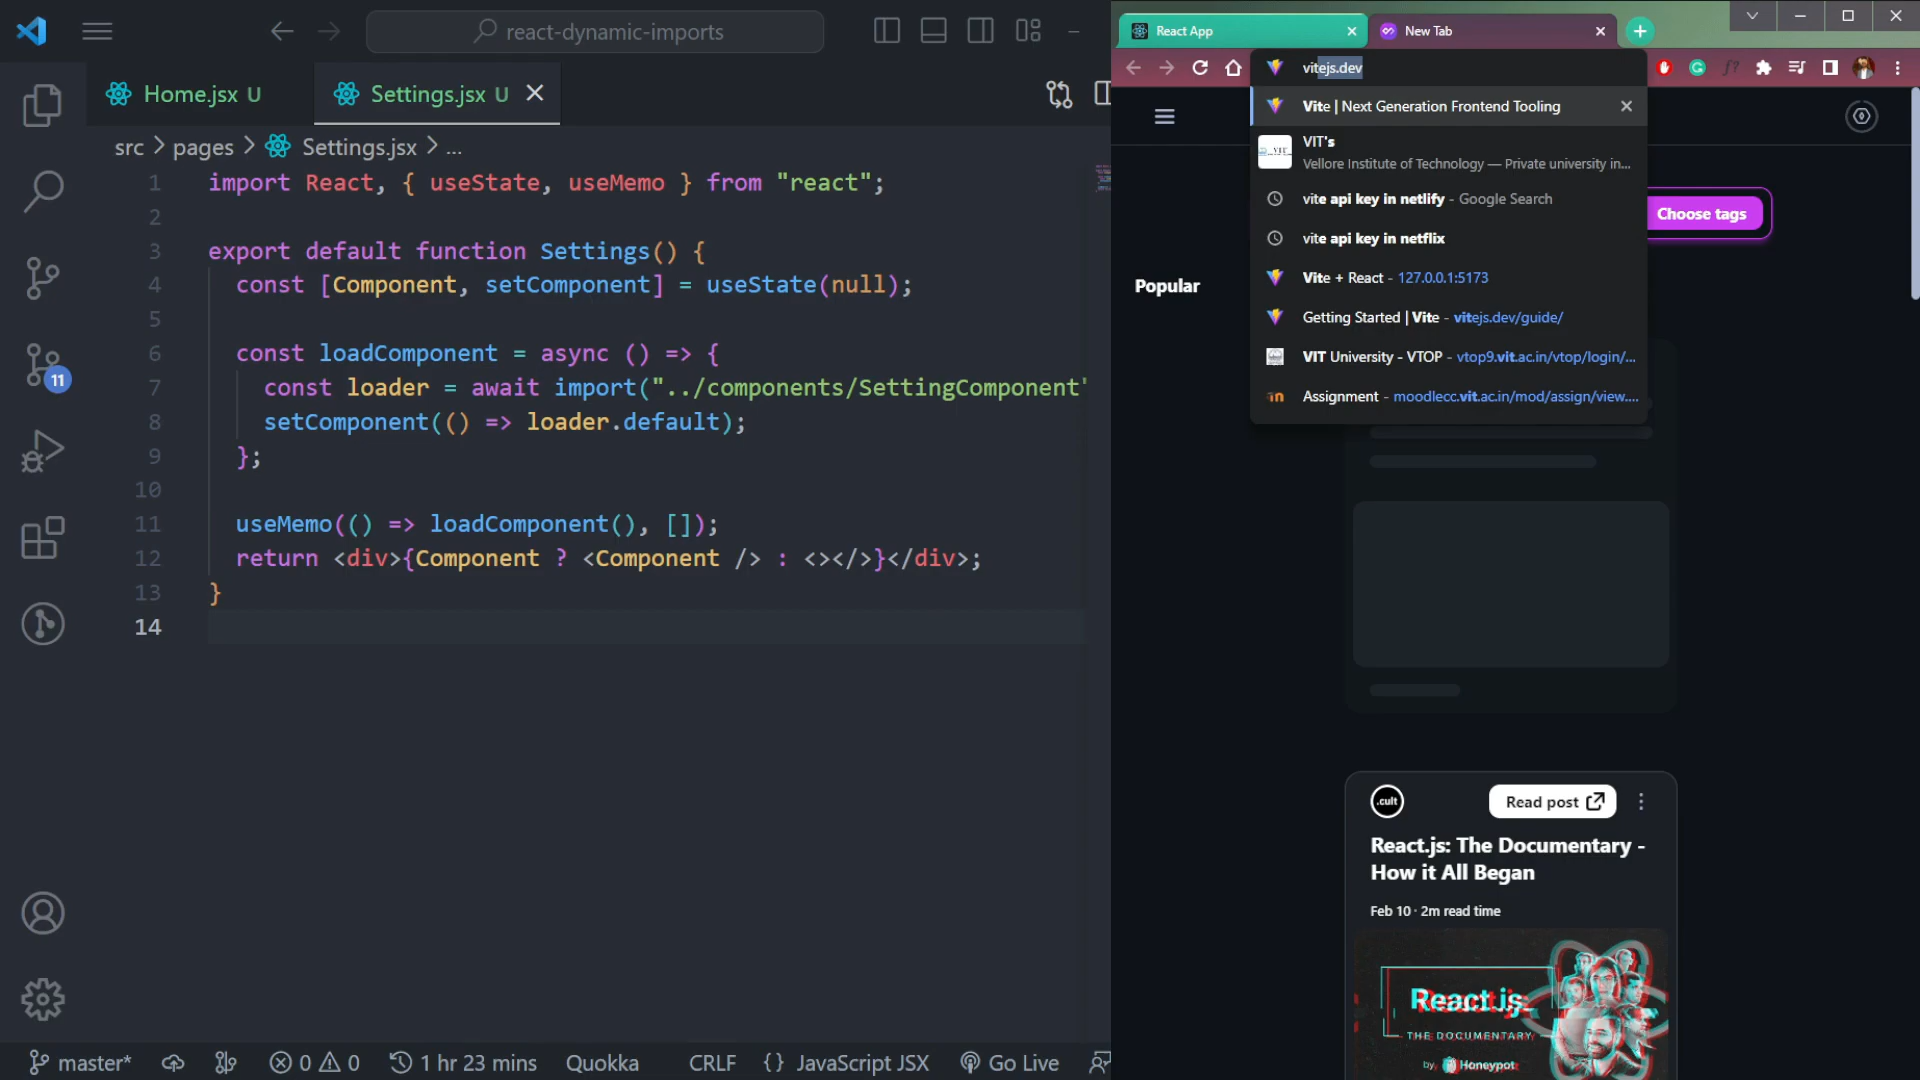 react-dynamic-imports
Home.jsx U
Settings.jsx U
src > pages > Settings.jsx > ...
1 import React, { useState, useMemo } from "react";
2
3 export default function Settings() {
4 const [Component, setComponent] = useState(null);
5
6 const loadComponent = async () => {
7 const loader = await import("../components/SettingComponent"
8 setComponent(() => loader.default);
9 };
10
11 useMemo(() => loadComponent(), []);
12 return <div>{Component ? <Component /> : <></>}</div>;
13 }
14
11
master*
0 0
1 hr 23 mins
Quokka
CRLF
{} JavaScript JSX
Go Live
React App
New Tab
vitejs.dev
Vite | Next Generation Frontend Tooling
VIT's
Vellore Institute of Technology — Private university in...
vite api key in netlify - Google Search
vite api key in netflix
Vite + React - 127.0.0.1:5173
Getting Started | Vite - vitejs.dev/guide/
VIT University - VTOP - vtop9.vit.ac.in/vtop/login/...
Assignment - moodlecc.vit.ac.in/mod/assign/view....
Choose tags
Popular
.cult
Read post
React.js: The Documentary -
How it All Began
Feb 10 · 2m read time
React.js
THE DOCUMENTARY
by Honeypot